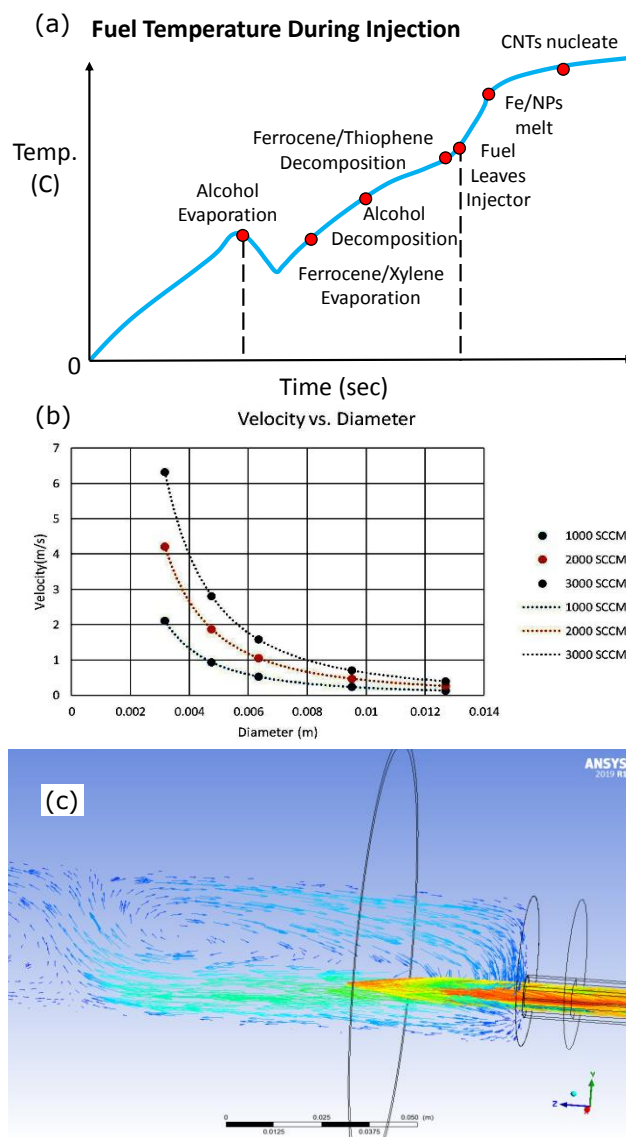 (a) Fuel Temperature During Injection
CNTs nucleate
Temp.
(C)
Ferrocene/Thiophene
Decomposition
Fe/NPs
melt
Alcohol
Evaporation
Fuel
Leaves
Injector
Alcohol
Decomposition
Ferrocene/Xylene
Evaporation
0
Time (sec)
(b)
Velocity vs. Diameter
7
6
5
4
3
2
1
0
Velocity(m/s)
0 0.002 0.004 0.006 0.008 0.01 0.012 0.014
Diameter (m)
1000 SCCM
2000 SCCM
3000 SCCM
1000 SCCM
2000 SCCM
3000 SCCM
(c)
ANSYS
2019 R1
0 0.025 0.050 (m)
0.0125 0.0375
Y
Z